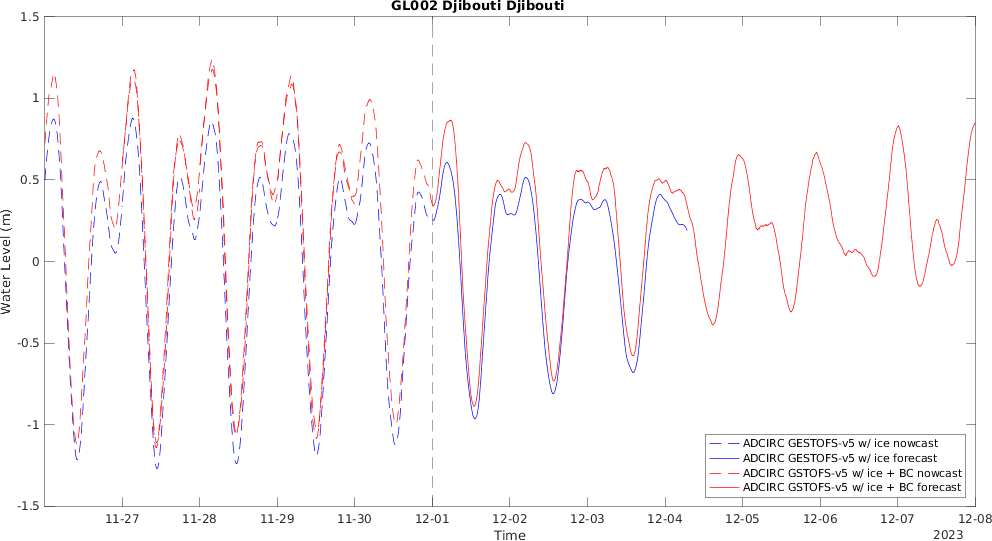 GL002 Djibouti Djibouti
1.5
1
0.5
0
-0.5
-1
-1.5
Water Level (m)
11-27 11-28 11-29 11-30 12-01 12-02 12-03 12-04 12-05 12-06 12-07 12-08
Time
2023
ADCIRC GESTOFS-v5 w/ ice nowcast
ADCIRC GESTOFS-v5 w/ ice forecast
ADCIRC GSTOFS-v5 w/ ice + BC nowcast
ADCIRC GSTOFS-v5 w/ ice + BC forecast